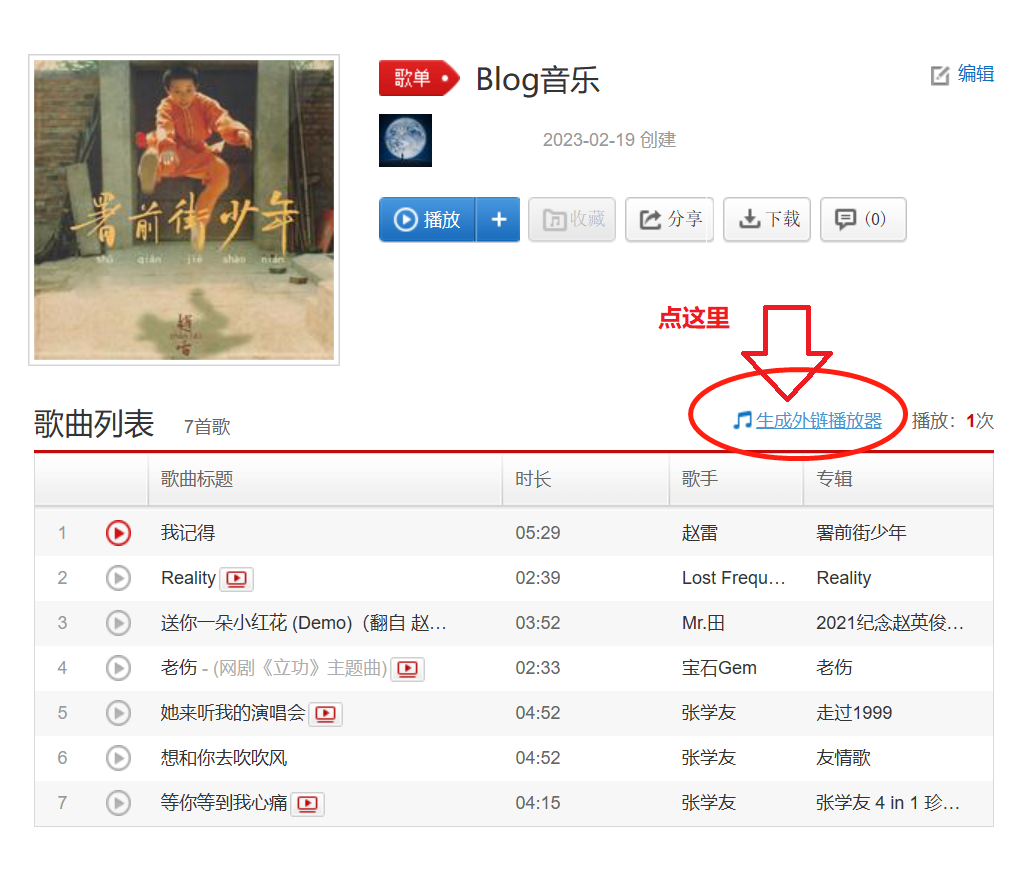 歌单 Blog音乐 编辑
2023-02-19 创建
署前街少年
shǔ qián jiē shào nián
播放 + 收藏 分享 下载 (0)
点这里
歌曲列表 7首歌 生成外链播放器 播放：1次
歌曲标题 时长 歌手 专辑
1 我记得 05:29 赵雷 署前街少年
2 Reality 02:39 Lost Frequ… Reality
3 送你一朵小红花 (Demo)（翻自 赵… 03:52 Mr.田 2021纪念赵英俊…
4 老伤 - (网剧《立功》主题曲) 02:33 宝石Gem 老伤
5 她来听我的演唱会 04:52 张学友 走过1999
6 想和你去吹吹风 04:52 张学友 友情歌
7 等你等到我心痛 04:15 张学友 张学友 4 in 1 珍…